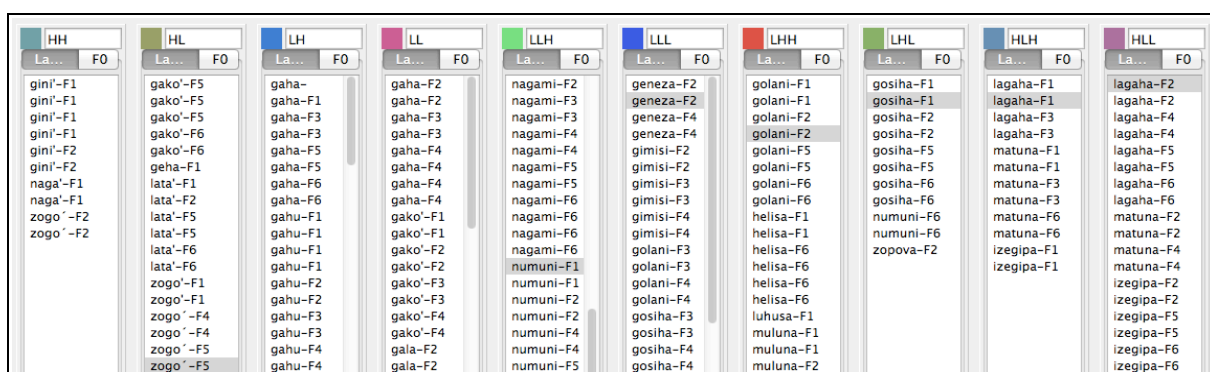 HH
La... F0
gini'-F1
gini'-F1
gini'-F1
gini'-F1
gini'-F2
gini'-F2
naga'-F1
naga'-F1
zogo´-F2
zogo´-F2
HL
La... F0
gako'-F5
gako'-F5
gako'-F5
gako'-F6
gako'-F6
geha-F1
lata'-F1
lata'-F2
lata'-F5
lata'-F5
lata'-F6
lata'-F6
zogo'-F1
zogo'-F1
zogo´-F4
zogo´-F4
zogo´-F5
zogo´-F5
LH
La... F0
gaha-
gaha-F1
gaha-F3
gaha-F3
gaha-F5
gaha-F5
gaha-F6
gaha-F6
gahu-F1
gahu-F1
gahu-F1
gahu-F1
gahu-F2
gahu-F2
gahu-F3
gahu-F3
gahu-F4
gahu-F4
LL
La... F0
gaha-F2
gaha-F2
gaha-F3
gaha-F3
gaha-F4
gaha-F4
gaha-F4
gaha-F4
gako'-F1
gako'-F1
gako'-F2
gako'-F2
gako'-F3
gako'-F3
gako'-F4
gako'-F4
gala-F2
gala-F2
LLH
La... F0
nagami-F2
nagami-F3
nagami-F3
nagami-F4
nagami-F4
nagami-F5
nagami-F5
nagami-F6
nagami-F6
nagami-F6
nagami-F6
numuni-F1
numuni-F1
numuni-F2
numuni-F2
numuni-F4
numuni-F4
numuni-F5
LLL
La... F0
geneza-F2
geneza-F2
geneza-F4
geneza-F4
gimisi-F2
gimisi-F2
gimisi-F3
gimisi-F3
gimisi-F4
gimisi-F4
golani-F3
golani-F3
golani-F4
golani-F4
gosiha-F3
gosiha-F3
gosiha-F4
gosiha-F4
LHH
La... F0
golani-F1
golani-F1
golani-F2
golani-F2
golani-F5
golani-F5
golani-F6
golani-F6
helisa-F1
helisa-F1
helisa-F6
helisa-F6
helisa-F6
helisa-F6
luhusa-F1
muluna-F1
muluna-F1
muluna-F2
LHL
La... F0
gosiha-F1
gosiha-F1
gosiha-F2
gosiha-F2
gosiha-F5
gosiha-F5
gosiha-F6
gosiha-F6
numuni-F6
numuni-F6
zopova-F2
HLH
La... F0
lagaha-F1
lagaha-F1
lagaha-F3
lagaha-F3
matuna-F1
matuna-F1
matuna-F3
matuna-F3
matuna-F6
matuna-F6
izegipa-F1
izegipa-F1
HLL
La... F0
lagaha-F2
lagaha-F2
lagaha-F4
lagaha-F4
lagaha-F5
lagaha-F5
lagaha-F6
lagaha-F6
matuna-F2
matuna-F2
matuna-F4
matuna-F4
izegipa-F2
izegipa-F2
izegipa-F5
izegipa-F5
izegipa-F6
izegipa-F6